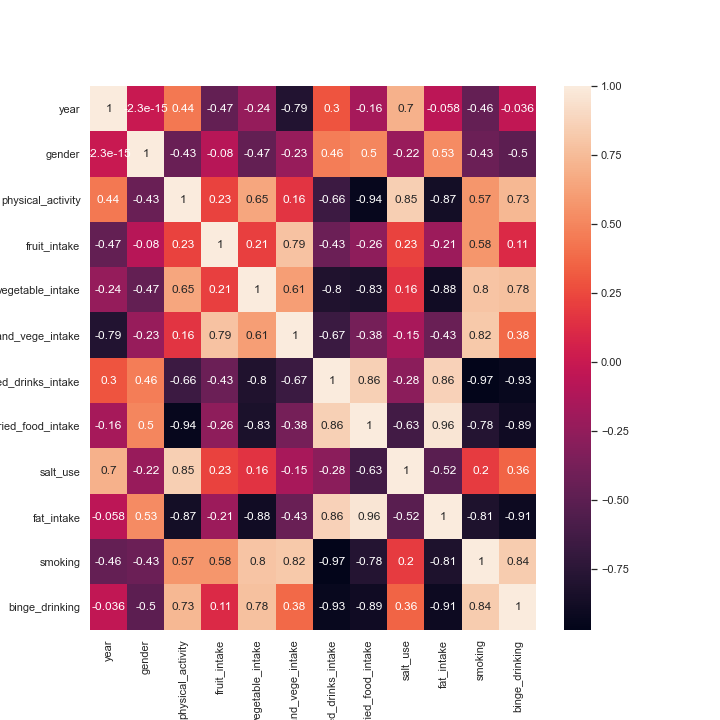 year 1 2.3e-15 0.44 -0.47 -0.24 -0.79 0.3 -0.16 0.7 -0.058 -0.46 -0.036
gender 2.3e-15 1 -0.43 -0.08 -0.47 -0.23 0.46 0.5 -0.22 0.53 -0.43 -0.5
physical_activity 0.44 -0.43 1 0.23 0.65 0.16 -0.66 -0.94 0.85 -0.87 0.57 0.73
fruit_intake -0.47 -0.08 0.23 1 0.21 0.79 -0.43 -0.26 0.23 -0.21 0.58 0.11
vegetable_intake -0.24 -0.47 0.65 0.21 1 0.61 -0.8 -0.83 0.16 -0.88 0.8 0.78
nd_vege_intake -0.79 -0.23 0.16 0.79 0.61 1 -0.67 -0.38 -0.15 -0.43 0.82 0.38
ed_drinks_intake 0.3 0.46 -0.66 -0.43 -0.8 -0.67 1 0.86 -0.28 0.86 -0.97 -0.93
ried_food_intake -0.16 0.5 -0.94 -0.26 -0.83 -0.38 0.86 1 -0.63 0.96 -0.78 -0.89
salt_use 0.7 -0.22 0.85 0.23 0.16 -0.15 -0.28 -0.63 1 -0.52 0.2 0.36
fat_intake -0.058 0.53 -0.87 -0.21 -0.88 -0.43 0.86 0.96 -0.52 1 -0.81 -0.91
smoking -0.46 -0.43 0.57 0.58 0.8 0.82 -0.97 -0.78 0.2 -0.81 1 0.84
binge_drinking -0.036 -0.5 0.73 0.11 0.78 0.38 -0.93 -0.89 0.36 -0.91 0.84 1
year
gender
physical_activity
fruit_intake
vegetable_intake
nd_vege_intake
d_drinks_intake
ried_food_intake
salt_use
fat_intake
smoking
binge_drinking
1.00
0.75
0.50
0.25
0.00
-0.25
-0.50
-0.75